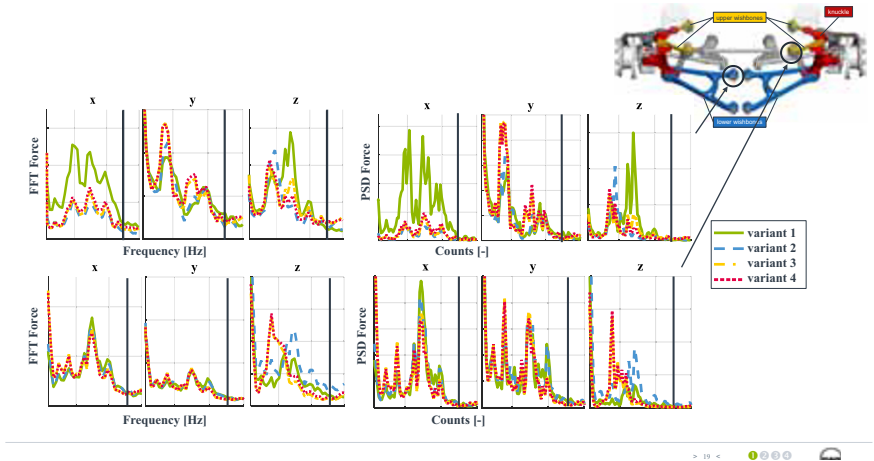 upper wishbones
knuckle
lower wishbones
x
y
z
FFT Force
Frequency [Hz]
x
y
z
PSD Force
Counts [-]
variant 1
variant 2
variant 3
variant 4
x
y
z
FFT Force
Frequency [Hz]
x
y
z
PSD Force
Counts [-]
> 19 <
1 2 3 4